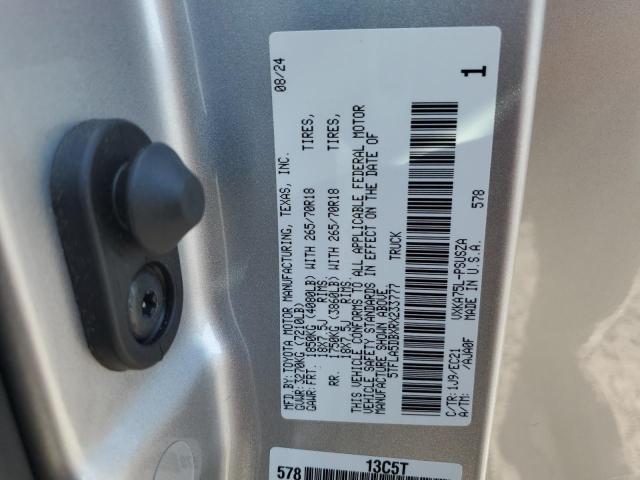 MFD.BY:TOYOTA MOTOR MANUFACTURING, TEXAS, INC. 08/24
GVWR:3270KG (7210LB)
GAWR:FRT. 1850KG (4080LB) WITH 265/70R18 TIRES,
18X7.5J RIMS,
RR. 1750KG (3860LB) WITH 265/70R18 TIRES,
18X7.5J RIMS.
THIS VEHICLE CONFORMS TO ALL APPLICABLE FEDERAL MOTOR
VEHICLE SAFETY STANDARDS IN EFFECT ON THE DATE OF
MANUFACTURE SHOWN ABOVE.
5TFLA5DBXRX233777 TRUCK
C/TR:1J9/EC21 VXKA75L-PSUSZA 578
A/TM: MADE IN U.S.A. 1
578 13C5T